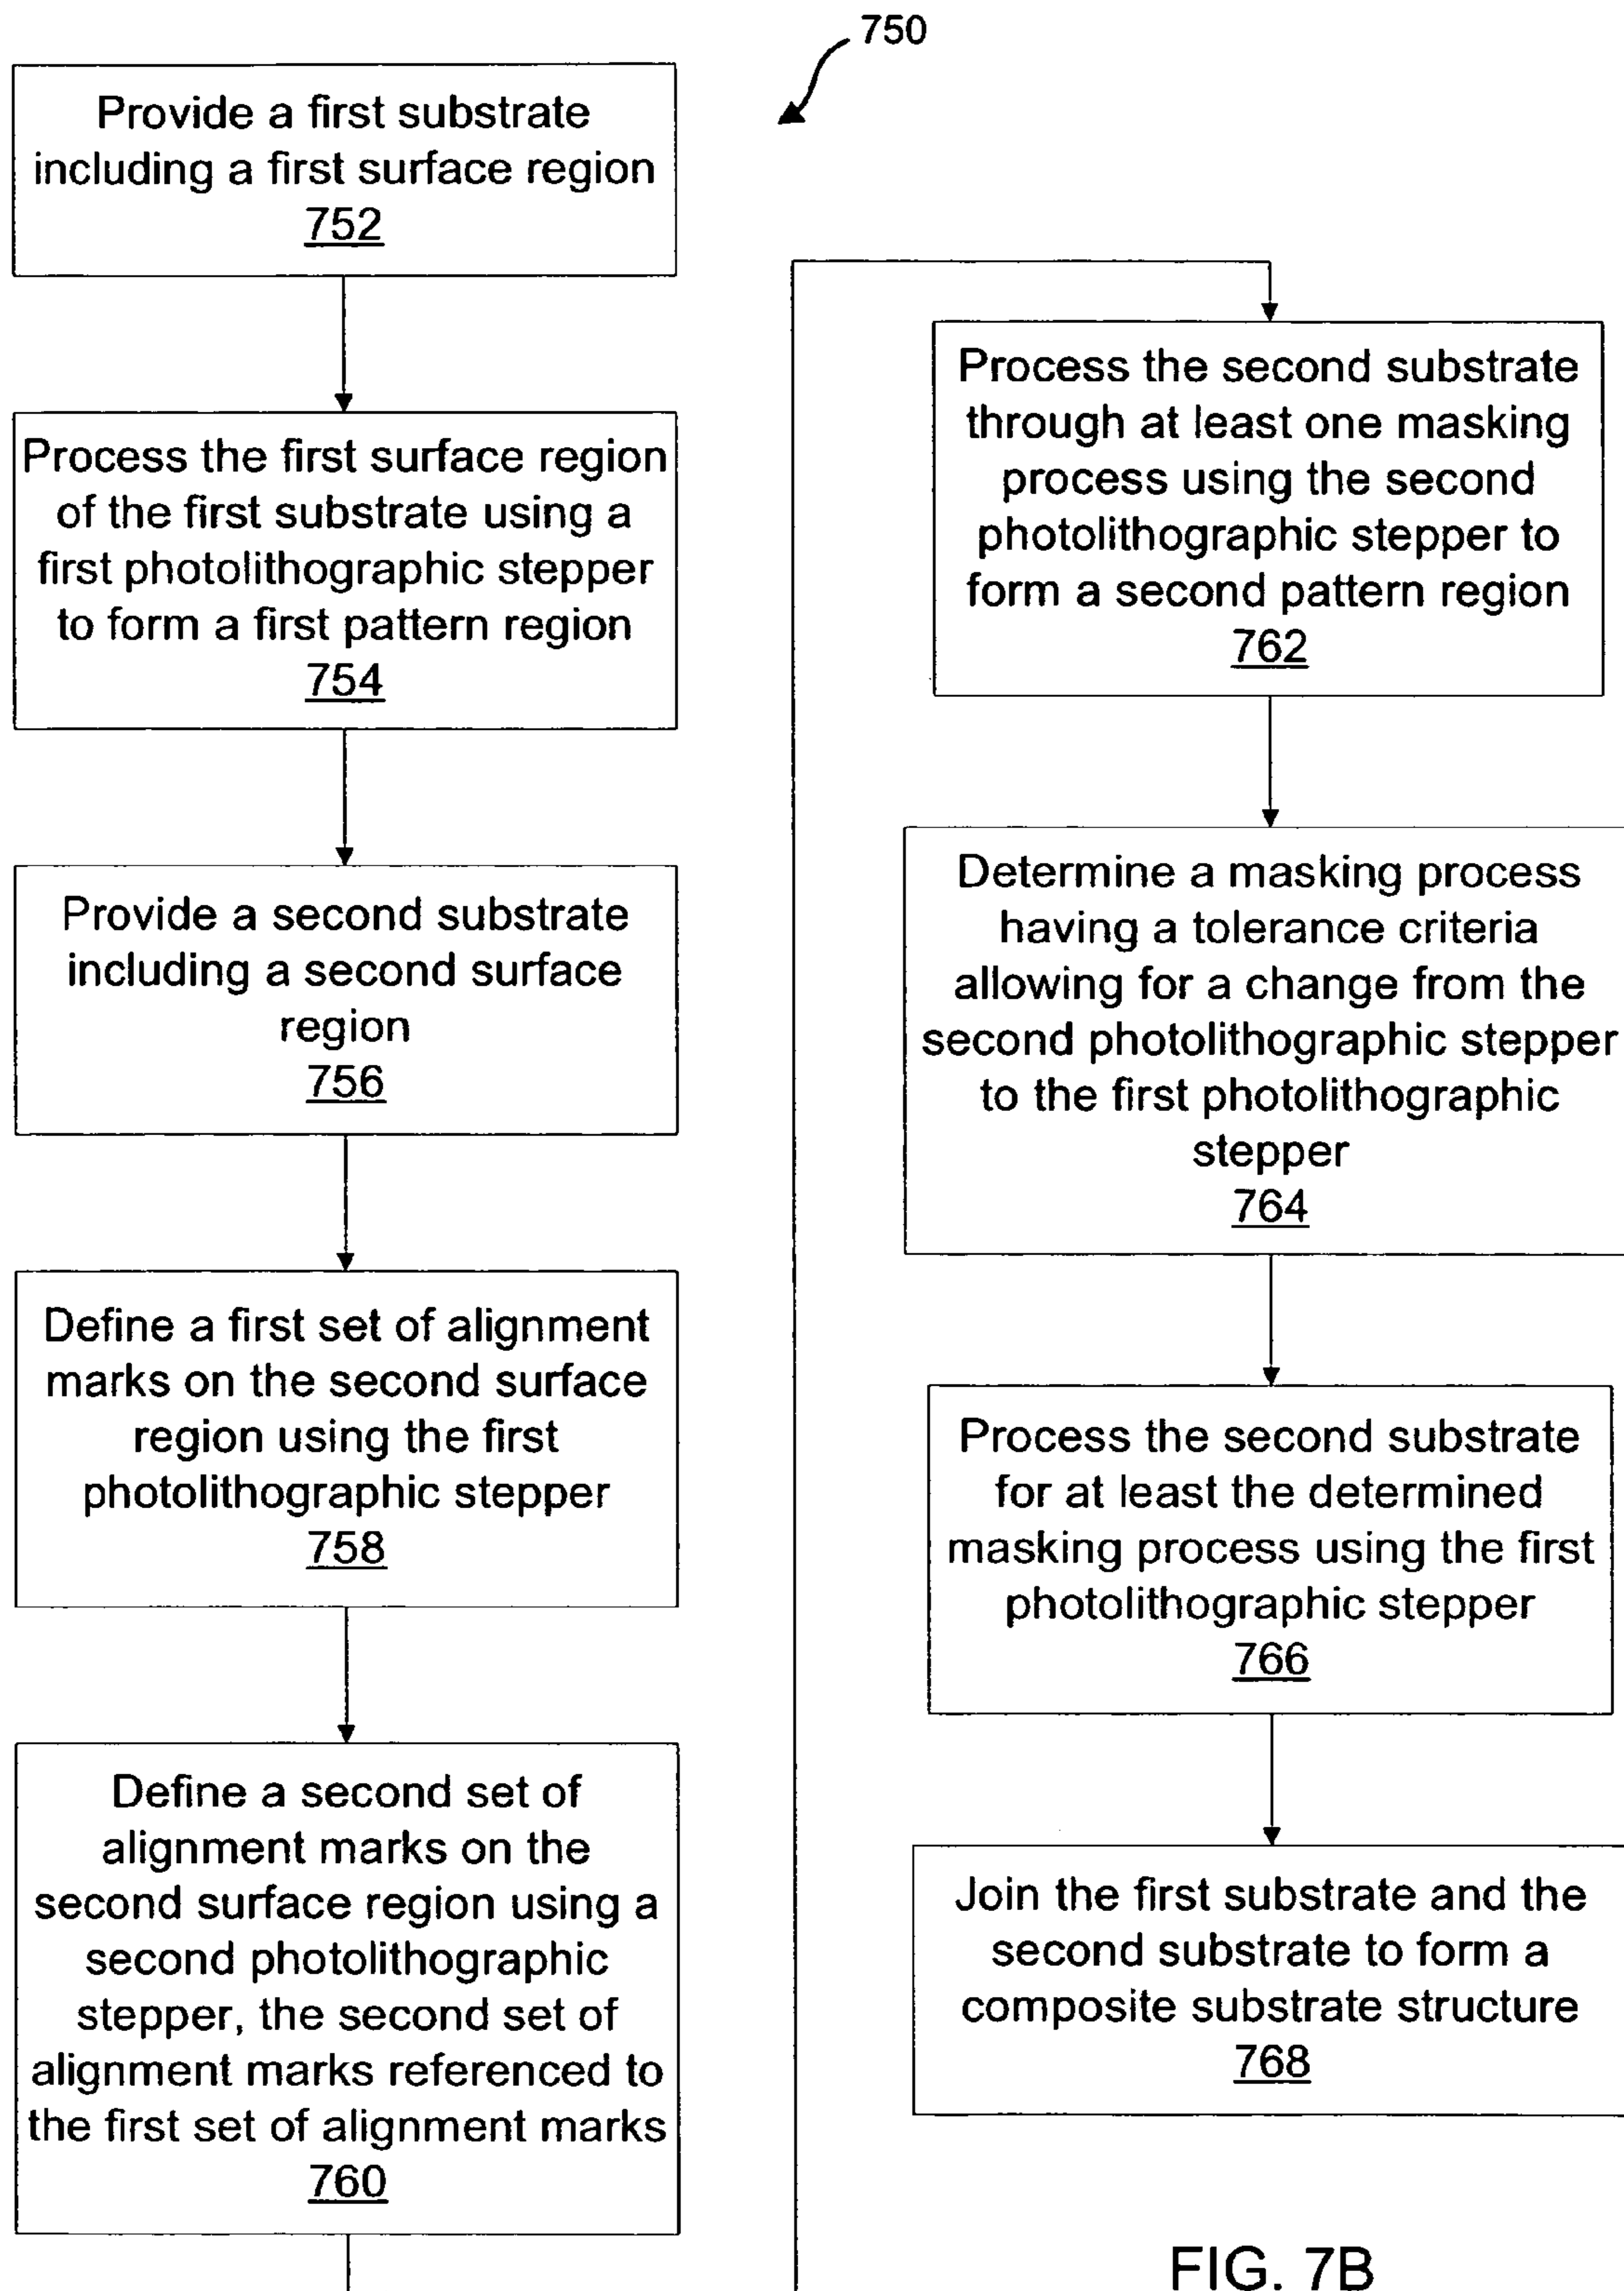 750
Provide a first substrate
including a first surface region
752
Process the first surface region
of the first substrate using a
first photolithographic stepper
to form a first pattern region
754
Provide a second substrate
including a second surface
region
756
Define a first set of alignment
marks on the second surface
region using the first
photolithographic stepper
758
Define a second set of
alignment marks on the
second surface region using a
second photolithographic
stepper, the second set of
alignment marks referenced to
the first set of alignment marks
760
Process the second substrate
through at least one masking
process using the second
photolithographic stepper to
form a second pattern region
762
Determine a masking process
having a tolerance criteria
allowing for a change from the
second photolithographic stepper
to the first photolithographic
stepper
764
Process the second substrate
for at least the determined
masking process using the first
photolithographic stepper
766
Join the first substrate and the
second substrate to form a
composite substrate structure
768
FIG. 7B